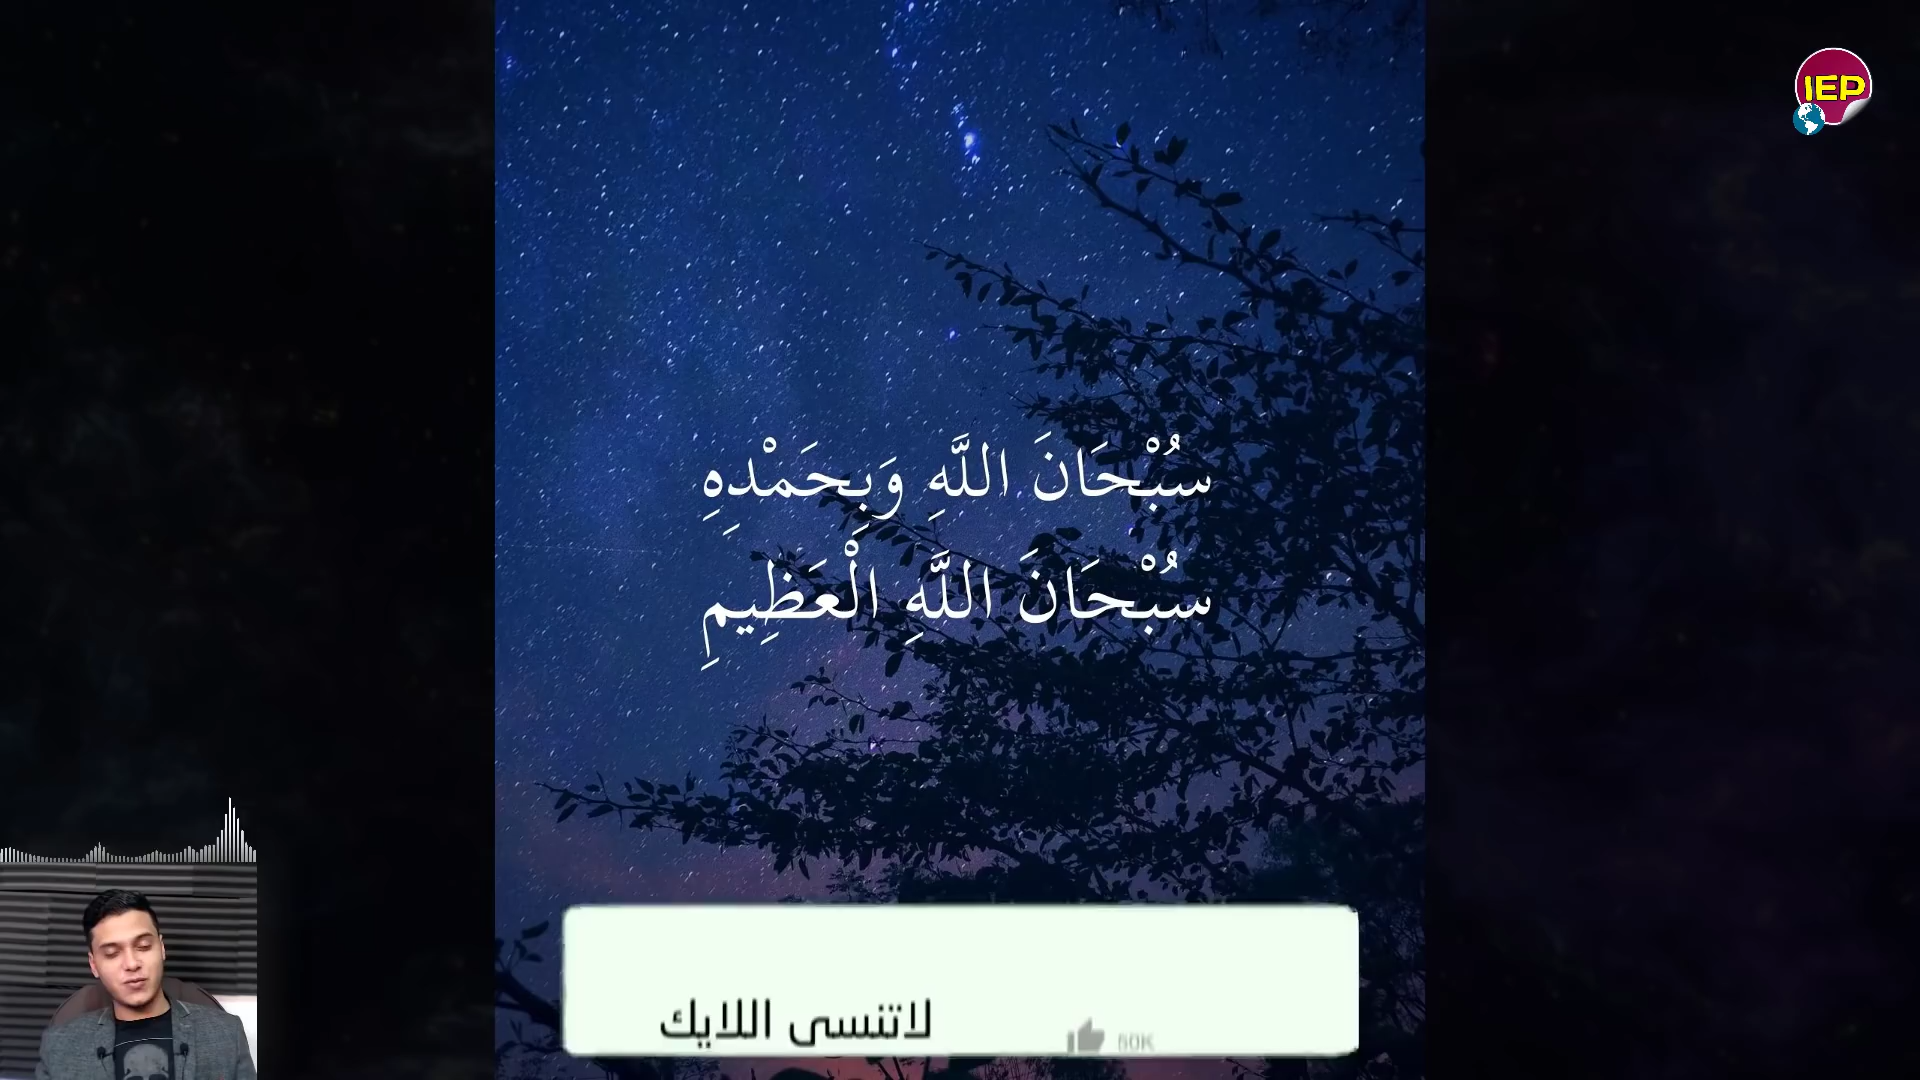 IEP
سُبْحَانَ اللَّهِ وَبِحَمْدِهِ
سُبْحَانَ اللَّهِ الْعَظِيمِ
لاتنسى اللايك
50K